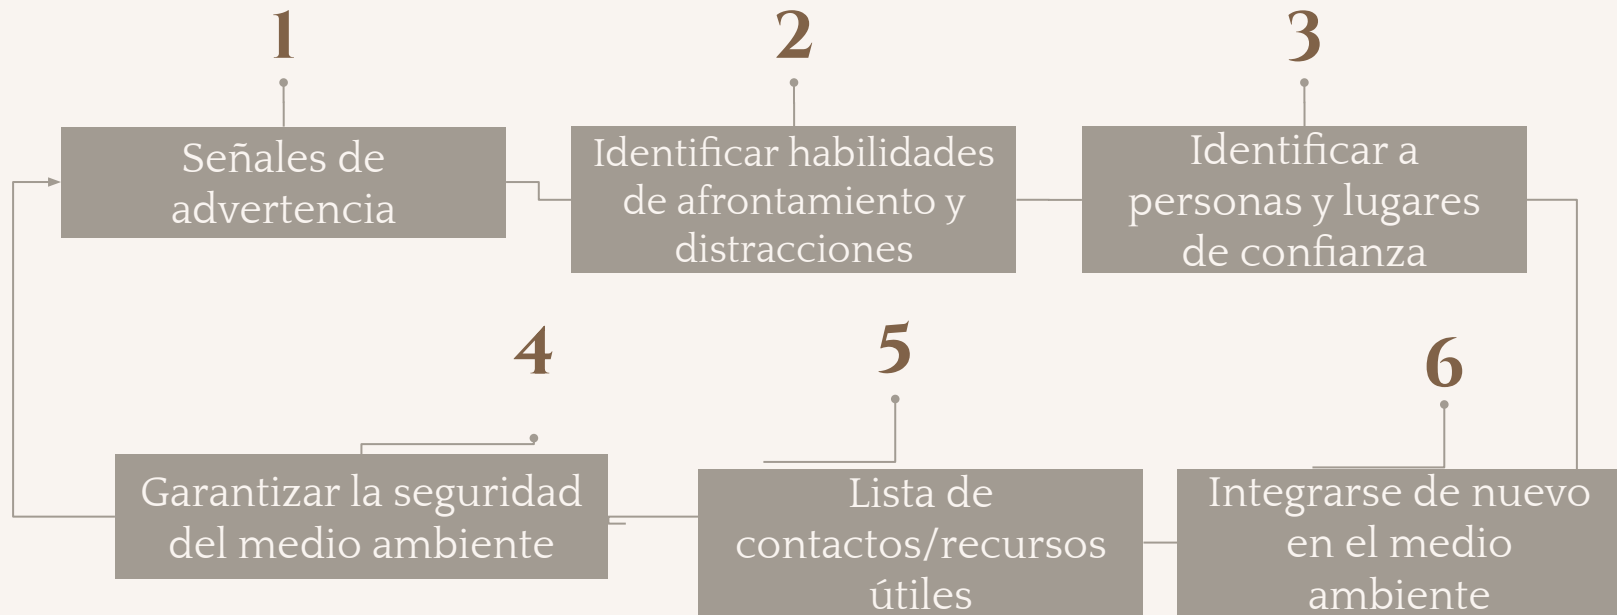 1
Señales de
advertencia
2
Identificar habilidades
de afrontamiento y
distracciones
3
Identificar a
personas y lugares
de confianza
4
Garantizar la seguridad
del medio ambiente
5
Lista de
contactos/recursos
útiles
6
Integrarse de nuevo
en el medio
ambiente